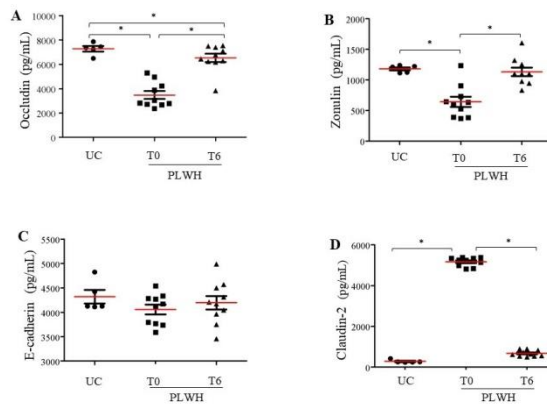 A
Occludin (pg/mL)
10000
8000
6000
4000
2000
0
*
*
*
UC
T0
T6
PLWH
B
Zonulin (pg/mL)
2000
1500
1000
500
0
*
*
UC
T0
T6
PLWH
C
E-cadherin (pg/mL)
5500
5000
4500
4000
3500
3000
UC
T0
T6
PLWH
D
Claudin-2 (pg/mL)
6000
4000
2000
0
*
*
UC
T0
T6
PLWH